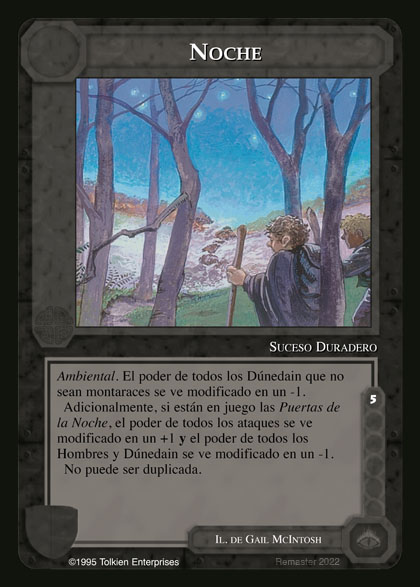 NOCHE
SUCESO DURADERO
Ambiental. El poder de todos los Dúnedain que no
sean montaraces se ve modificado en un -1.
Adicionalmente, si están en juego las Puertas de
la Noche, el poder de todos los ataques se ve
modificado en un +1 y el poder de todos los
Hombres y Dúnedain se ve modificado en un -1.
No puede ser duplicada.
5
IL. DE GAIL MCINTOSH
©1995 Tolkien Enterprises
Remaster 2022